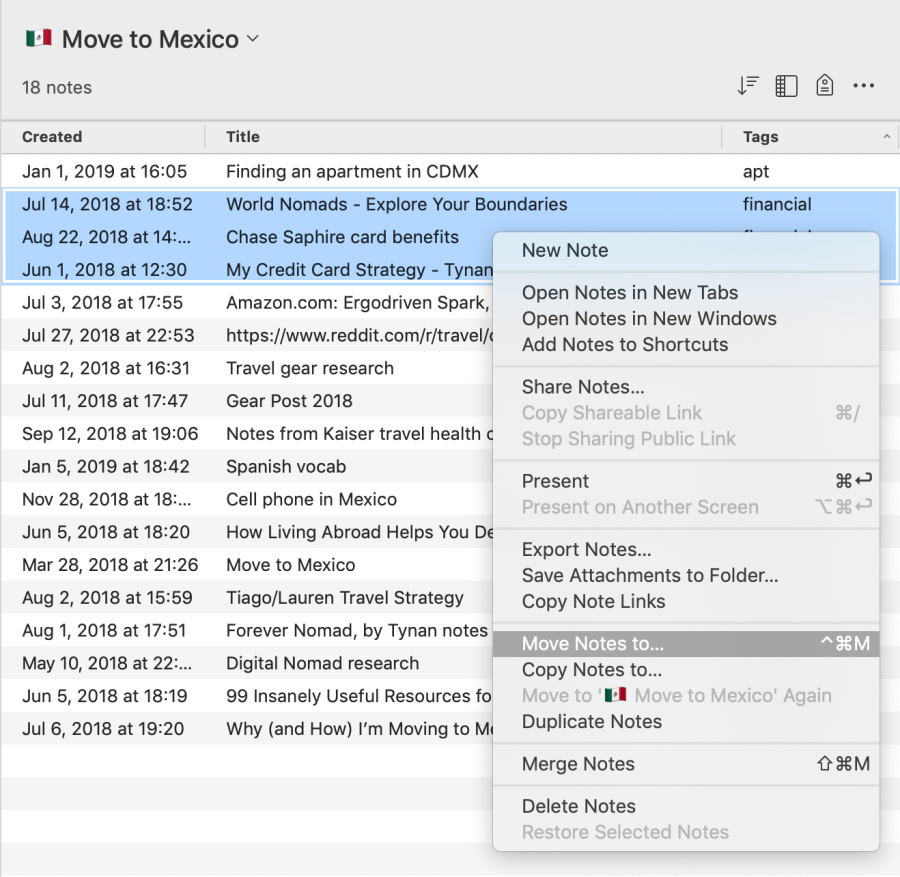 🇲🇽 Move to Mexico
18 notes
Created Title Tags
Jan 1, 2019 at 16:05 Finding an apartment in CDMX apt
Jul 14, 2018 at 18:52 World Nomads - Explore Your Boundaries financial
Aug 22, 2018 at 14:... Chase Saphire card benefits
Jun 1, 2018 at 12:30 My Credit Card Strategy - Tynan
Jul 3, 2018 at 17:55 Amazon.com: Ergodriven Spark,
Jul 27, 2018 at 22:53 https://www.reddit.com/r/travel/
Aug 2, 2018 at 16:31 Travel gear research
Jul 11, 2018 at 17:47 Gear Post 2018
Sep 12, 2018 at 19:06 Notes from Kaiser travel health
Jan 5, 2019 at 18:42 Spanish vocab
Nov 28, 2018 at 18:... Cell phone in Mexico
Jun 5, 2018 at 18:20 How Living Abroad Helps You
Mar 28, 2018 at 21:26 Move to Mexico
Aug 2, 2018 at 15:59 Tiago/Lauren Travel Strategy
Aug 1, 2018 at 17:51 Forever Nomad, by Tynan notes
May 10, 2018 at 22:... Digital Nomad research
Jun 5, 2018 at 18:19 99 Insanely Useful Resources
Jul 6, 2018 at 19:20 Why (and How) I'm Moving to
New Note
Open Notes in New Tabs
Open Notes in New Windows
Add Notes to Shortcuts
Share Notes...
Copy Shareable Link ⌘/
Stop Sharing Public Link
Present ⌘↩
Present on Another Screen ⌥⌘↩
Export Notes...
Save Attachments to Folder...
Copy Note Links
Move Notes to... ^⌘M
Copy Notes to...
Move to '🇲🇽 Move to Mexico' Again
Duplicate Notes
Merge Notes ⇧⌘M
Delete Notes
Restore Selected Notes